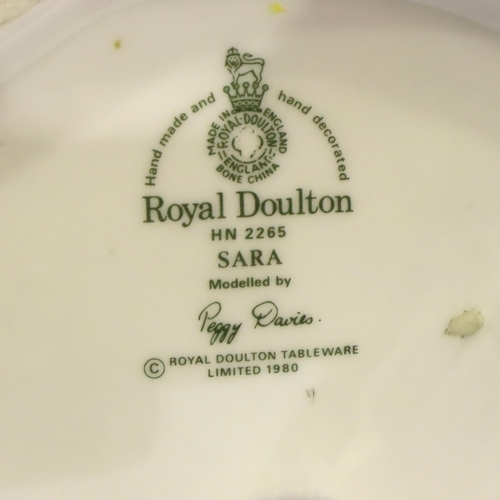 Hand made and hand decorated
MADE IN ENGLAND
ROYAL·DOULTON
ENGLAND
BONE CHINA
Royal Doulton
HN 2265
SARA
Modelled by
Peggy Davies.
© ROYAL DOULTON TABLEWARE
LIMITED 1980